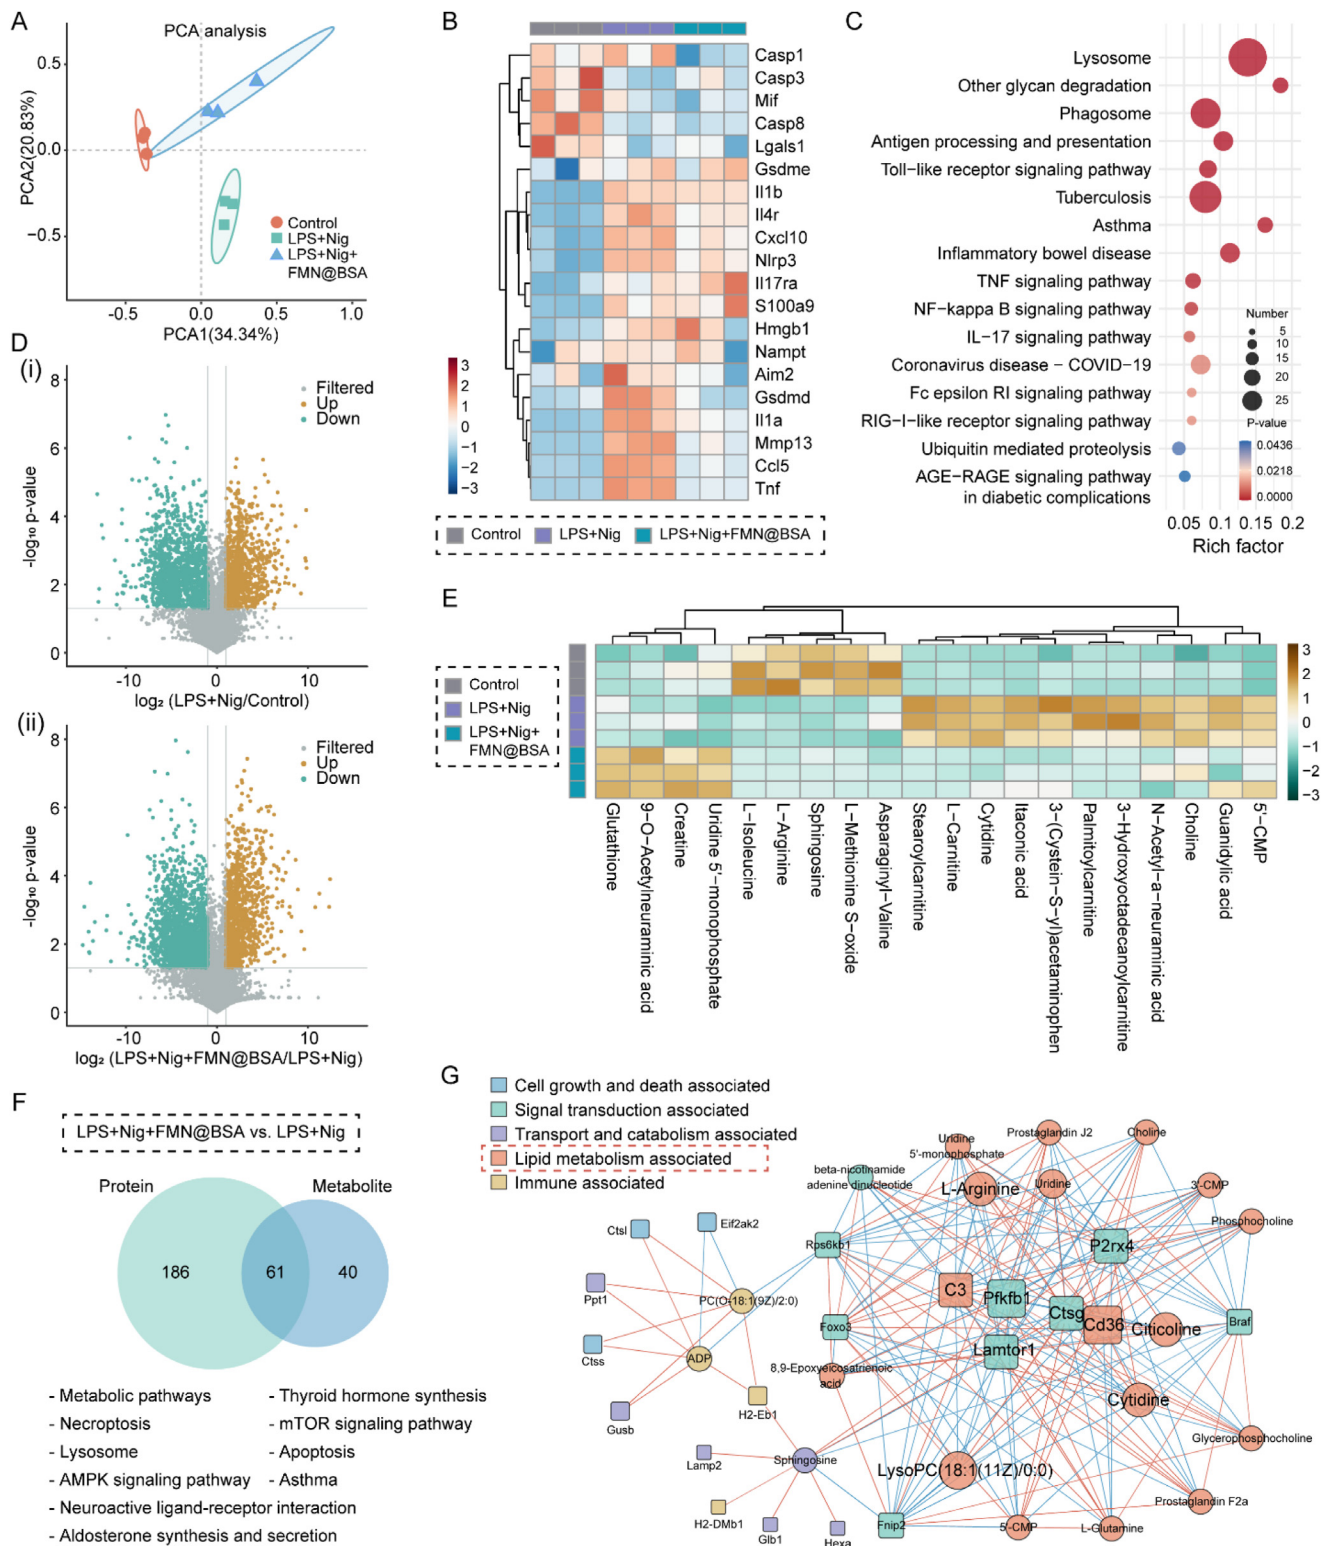 A
PCA analysis
PCA2(20.83%)
0.5
0.0
−0.5
-0.5
0.0
0.5
1.0
PCA1(34.34%)
Control
LPS+Nig
LPS+Nig+
FMN@BSA
B
Casp1
Casp3
Mif
Casp8
Lgals1
Gsdme
Il1b
Il4r
Cxcl10
Nlrp3
Il17ra
S100a9
Hmgb1
Nampt
Aim2
Gsdmd
Il1a
Mmp13
Ccl5
Tnf
3
2
1
0
−1
−2
−3
Control
LPS+Nig
LPS+Nig+FMN@BSA
C
Lysosome
Other glycan degradation
Phagosome
Antigen processing and presentation
Toll−like receptor signaling pathway
Tuberculosis
Asthma
Inflammatory bowel disease
TNF signaling pathway
NF−kappa B signaling pathway
IL−17 signaling pathway
Coronavirus disease − COVID−19
Fc epsilon RI signaling pathway
RIG−I−like receptor signaling pathway
Ubiquitin mediated proteolysis
AGE−RAGE signaling pathway
in diabetic complications
Number
5
10
15
20
25
P-value
0.0436
0.0218
0.0000
0.05
0.1
0.15
0.2
Rich factor
D
(i)
8
6
4
2
0
-log₁₀ p-value
Filtered
Up
Down
-10
0
10
log₂ (LPS+Nig/Control)
(ii)
8
6
4
2
0
-log₁₀ p-value
Filtered
Up
Down
-10
0
10
log₂ (LPS+Nig+FMN@BSA/LPS+Nig)
E
Control
LPS+Nig
LPS+Nig+
FMN@BSA
3
2
1
0
−1
−2
−3
Glutathione
9−O−Acetylneuraminic acid
Creatine
Uridine 5'−monophosphate
L−Isoleucine
L−Arginine
Sphingosine
L−Methionine S−oxide
Asparaginyl−Valine
Stearoylcarnitine
L−Carnitine
Cytidine
Itaconic acid
3−(Cystein−S−yl)acetaminophen
Palmitoylcarnitine
3−Hydroxyoctadecanoylcarnitine
N−Acetyl−a−neuraminic acid
Choline
Guanidylic acid
5'−CMP
F
LPS+Nig+FMN@BSA vs. LPS+Nig
Protein
Metabolite
186
61
40
- Metabolic pathways
- Necroptosis
- Lysosome
- AMPK signaling pathway
- Neuroactive ligand-receptor interaction
- Aldosterone synthesis and secretion
- Thyroid hormone synthesis
- mTOR signaling pathway
- Apoptosis
- Asthma
G
Cell growth and death associated
Signal transduction associated
Transport and catabolism associated
Lipid metabolism associated
Immune associated
Uridine
5'-monophosphate
Prostaglandin J2
Choline
beta-nicotinamide
adenine dinucleotide
L-Arginine
Uridine
3'-CMP
Phosphocholine
Ctsl
Eif2ak2
Rps6kb1
P2rx4
Ppt1
PC(O-18:1(9Z)/2:0)
C3
Pfkfb1
Ctsg
Cd36
Citicoline
Braf
Foxo3
Ctss
ADP
Lamtor1
8,9-Epoxyeicosatrienoic
acid
Gusb
H2-Eb1
Cytidine
Glycerophosphocholine
Lamp2
Sphingosine
LysoPC(18:1(11Z)/0:0)
Prostaglandin F2a
H2-DMb1
Glb1
Hexa
Fnip2
5'-CMP
L-Glutamine